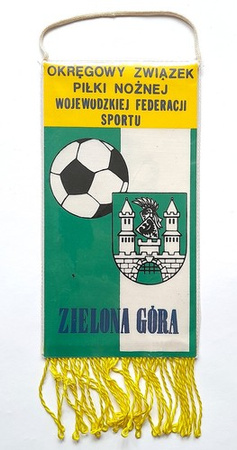 OKRĘGOWY ZWIĄZEK
PIŁKI NOŻNEJ
WOJEWÓDZKIEJ FEDERACJI
SPORTU
ZIELONA GÓRA